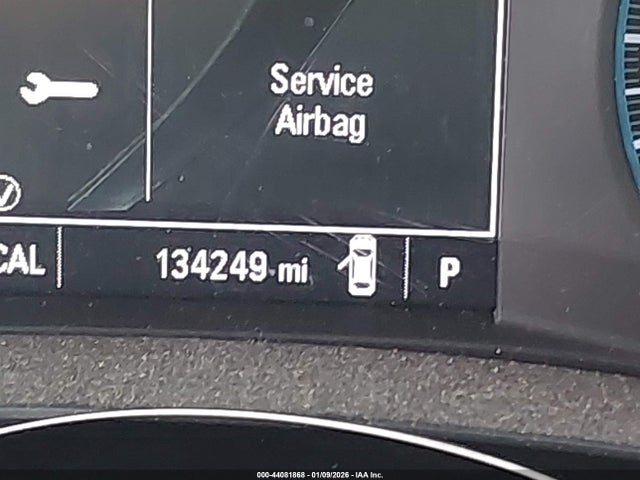 Service
Airbag
CAL
134249 mi
P
000-44081868 - 01/09/2026 - IAA Inc.